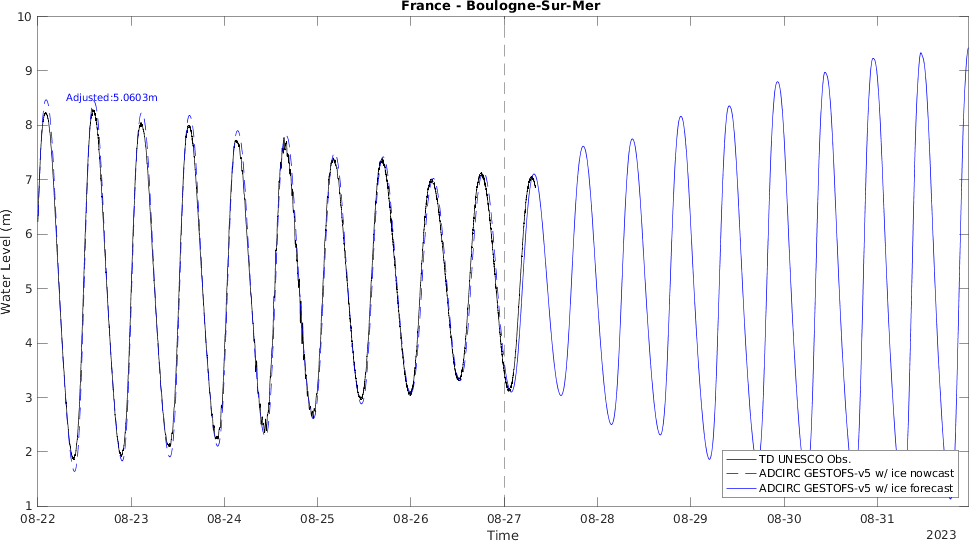 France - Boulogne-Sur-Mer
10
9
8
7
6
5
4
3
2
1
Water Level (m)
Adjusted:5.0603m
TD UNESCO Obs.
ADCIRC GESTOFS-v5 w/ ice nowcast
ADCIRC GESTOFS-v5 w/ ice forecast
08-22 08-23 08-24 08-25 08-26 08-27 08-28 08-29 08-30 08-31
Time
2023